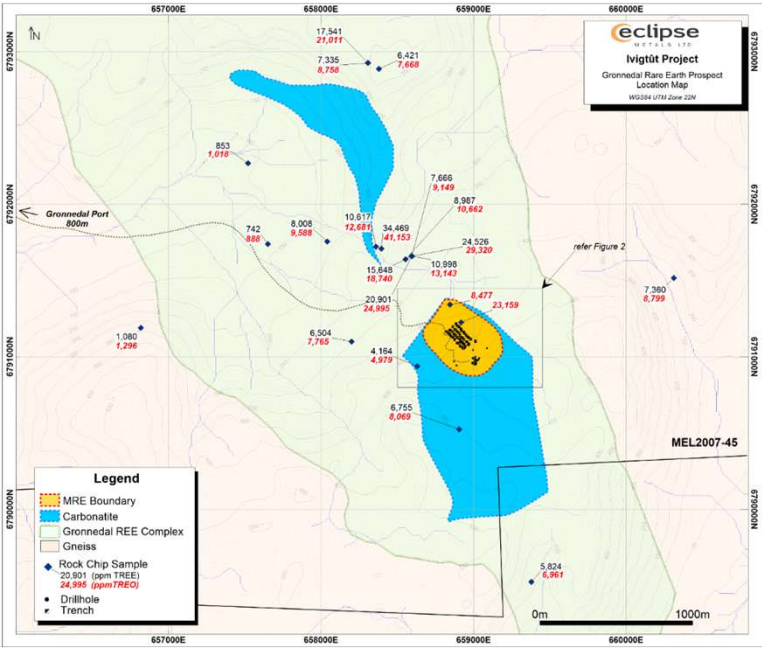 657000E
658000E
659000E
660000E
N
eclipse
METALS LTD
Ivigtût Project
Gronnedal Rare Earth Prospect
Location Map
WGS84 UTM Zone 22N
6793000N
6793000N
17,541
21,011
7,335
8,758
6,421
7,668
853
1,018
7,666
9,149
8,987
10,662
6792000N
6792000N
Gronnedal Port
800m
742
888
8,008
9,588
10,617
12,681
34,469
41,153
24,526
29,320
10,998
13,143
15,648
18,740
refer Figure 2
20,901
24,995
8,477
23,159
7,360
8,799
1,080
1,296
6,504
7,765
4,164
4,979
6791000N
6791000N
6,755
8,069
MEL2007-45
Legend
MRE Boundary
Carbonatite
Gronnedal REE Complex
Gneiss
Rock Chip Sample
20,901 (ppm TREE)
24,995 (ppmTREO)
Drillhole
Trench
6790000N
6790000N
5,824
6,961
0m
1000m
657000E
658000E
659000E
660000E